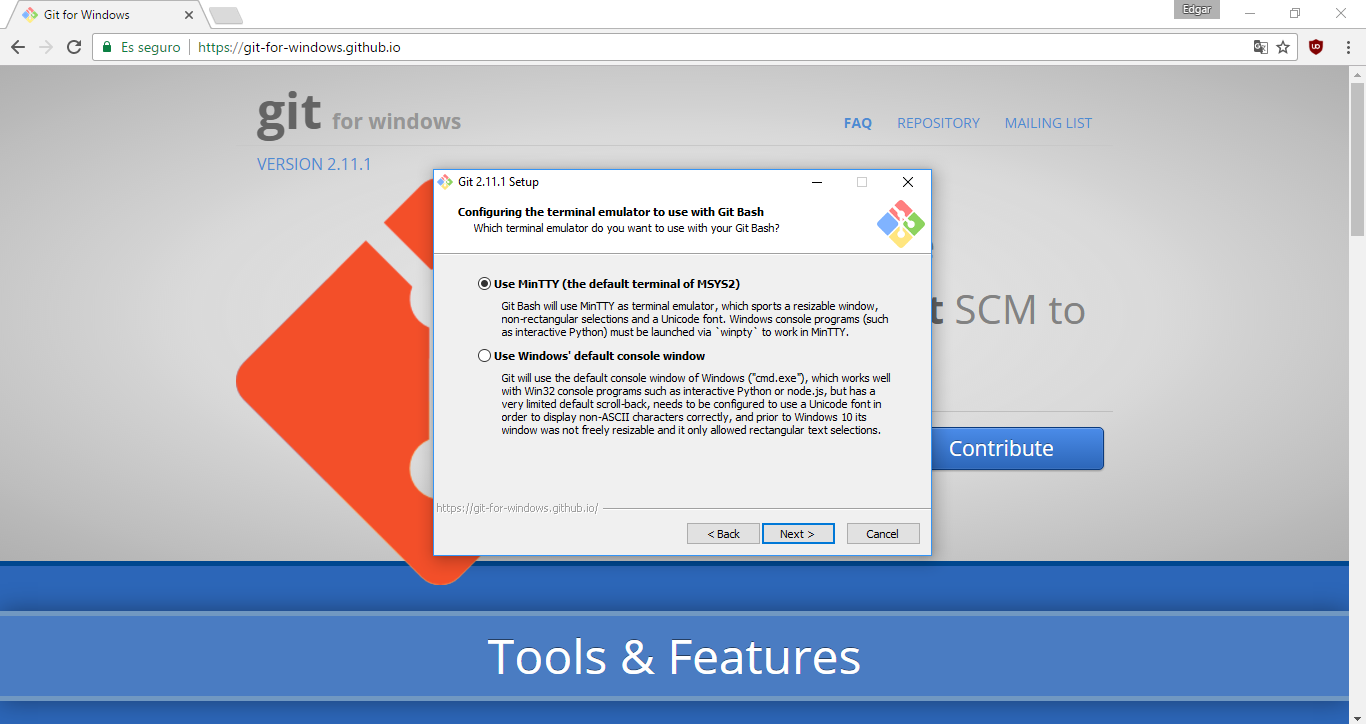 Git for Windows
Edgar
Es seguro
https://git-for-windows.github.io
git for windows
FAQ
REPOSITORY
MAILING LIST
VERSION 2.11.1
Git 2.11.1 Setup
Configuring the terminal emulator to use with Git Bash
Which terminal emulator do you want to use with your Git Bash?
Use MinTTY (the default terminal of MSYS2)
Git Bash will use MinTTY as terminal emulator, which sports a resizable window,
non-rectangular selections and a Unicode font. Windows console programs (such
as interactive Python) must be launched via `winpty` to work in MinTTY.
Use Windows' default console window
Git will use the default console window of Windows ("cmd.exe"), which works well
with Win32 console programs such as interactive Python or node.js, but has a
very limited default scroll-back, needs to be configured to use a Unicode font in
order to display non-ASCII characters correctly, and prior to Windows 10 its
window was not freely resizable and it only allowed rectangular text selections.
https://git-for-windows.github.io/
< Back
Next >
Cancel
t SCM to
Contribute
Tools & Features